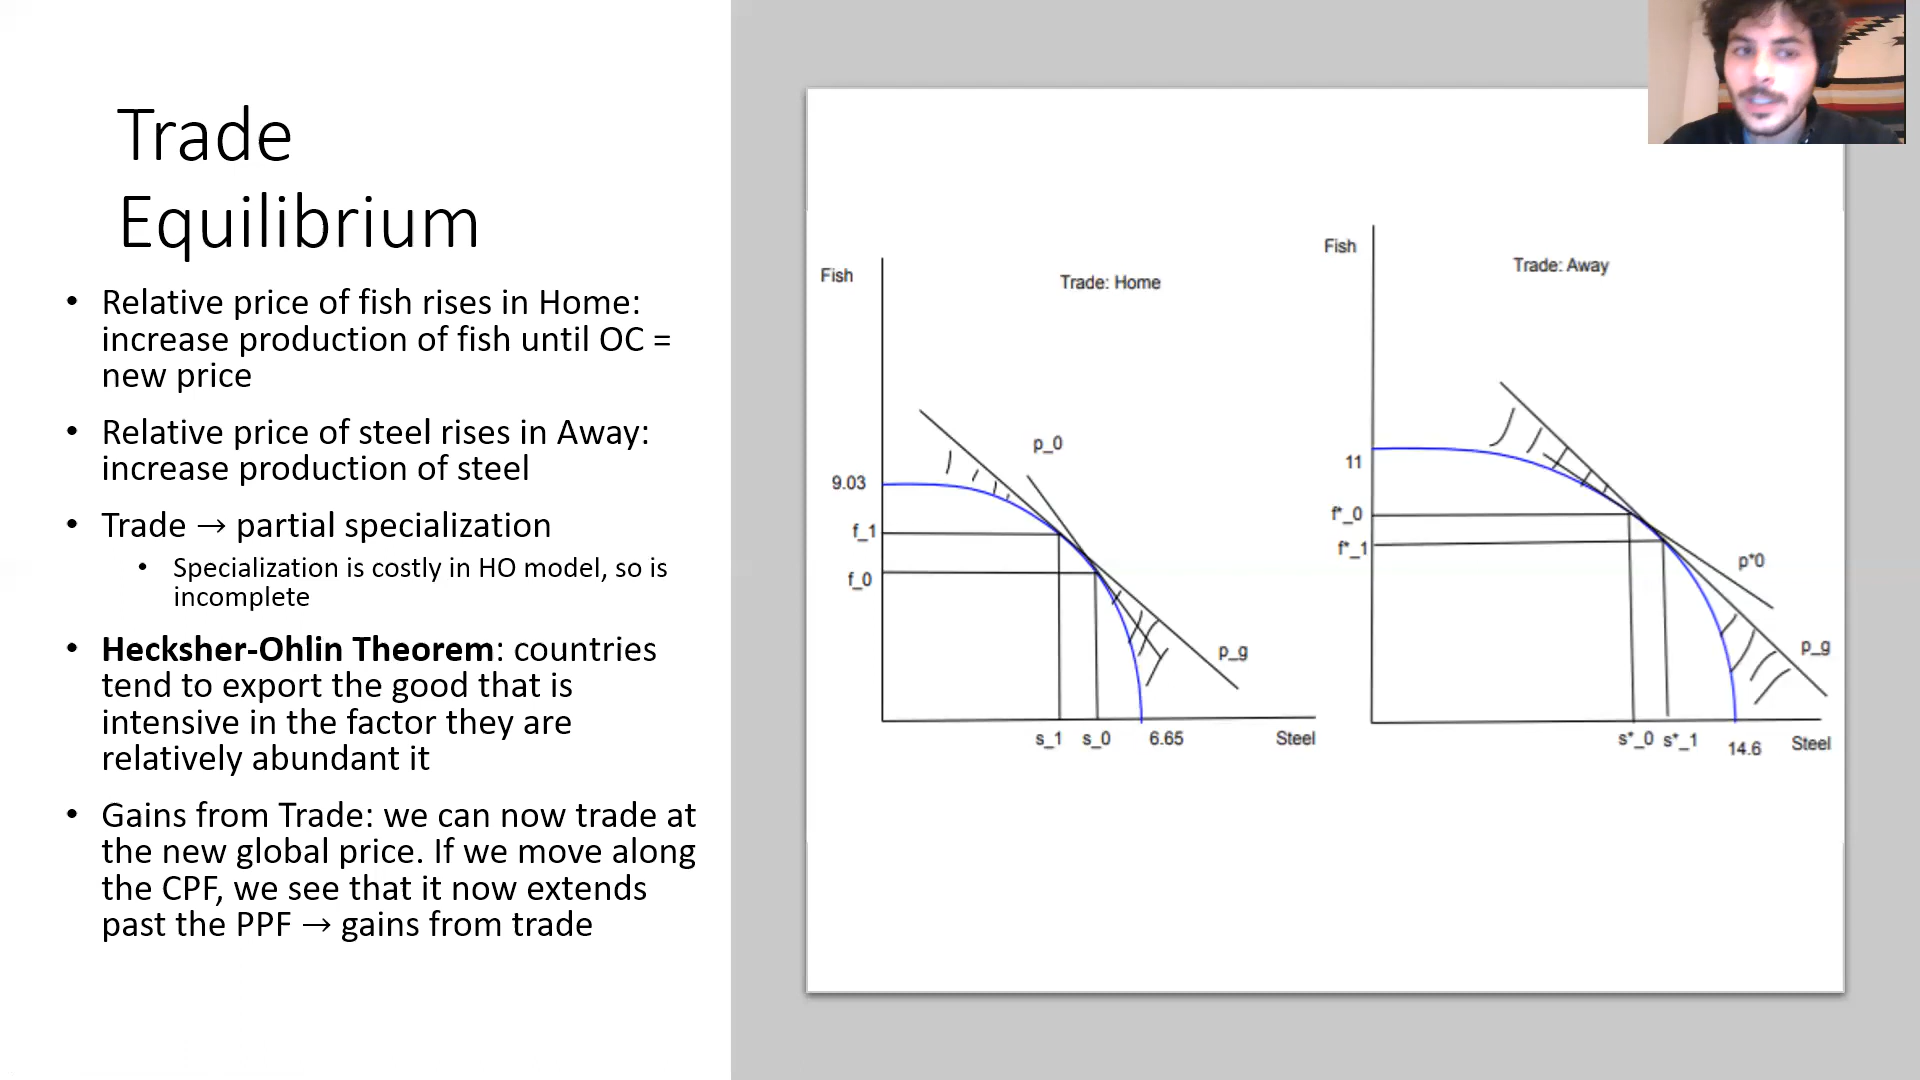 Trade
Equilibrium
• Relative price of fish rises in Home:
increase production of fish until OC =
new price
• Relative price of steel rises in Away:
increase production of steel
• Trade → partial specialization
• Specialization is costly in HO model, so is
incomplete
• Hecksher-Ohlin Theorem: countries
tend to export the good that is
intensive in the factor they are
relatively abundant it
• Gains from Trade: we can now trade at
the new global price. If we move along
the CPF, we see that it now extends
past the PPF → gains from trade
Fish
Trade: Home
p_0
9.03
f_1
f_0
p_g
s_1 s_0 6.65 Steel
Fish
Trade: Away
11
f*_0
f*_1
p*0
p_g
s*_0 s*_1 14.6 Steel